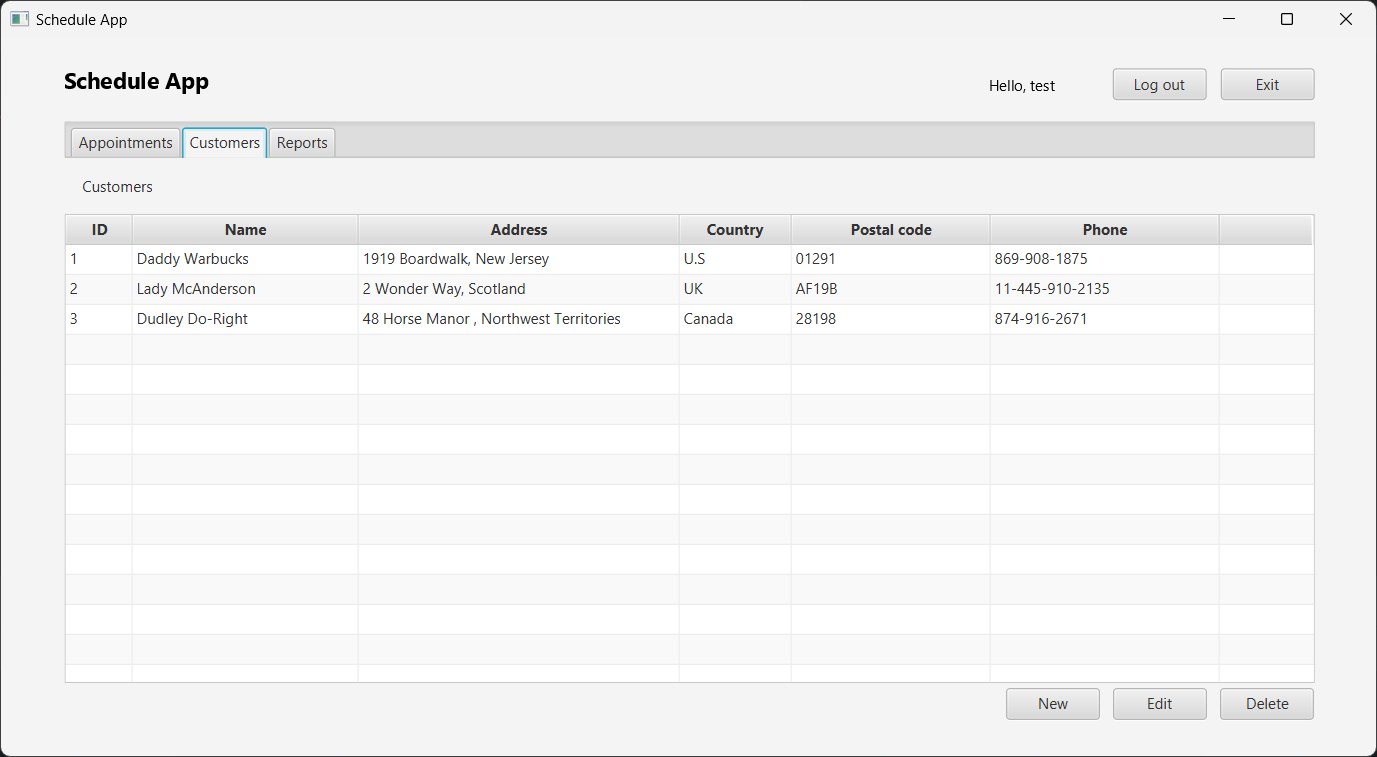 Schedule App
Schedule App
Hello, test Log out Exit
Appointments Customers Reports
Customers
ID Name Address Country Postal code Phone
1 Daddy Warbucks 1919 Boardwalk, New Jersey U.S 01291 869-908-1875
2 Lady McAnderson 2 Wonder Way, Scotland UK AF19B 11-445-910-2135
3 Dudley Do-Right 48 Horse Manor , Northwest Territories Canada 28198 874-916-2671
New Edit Delete